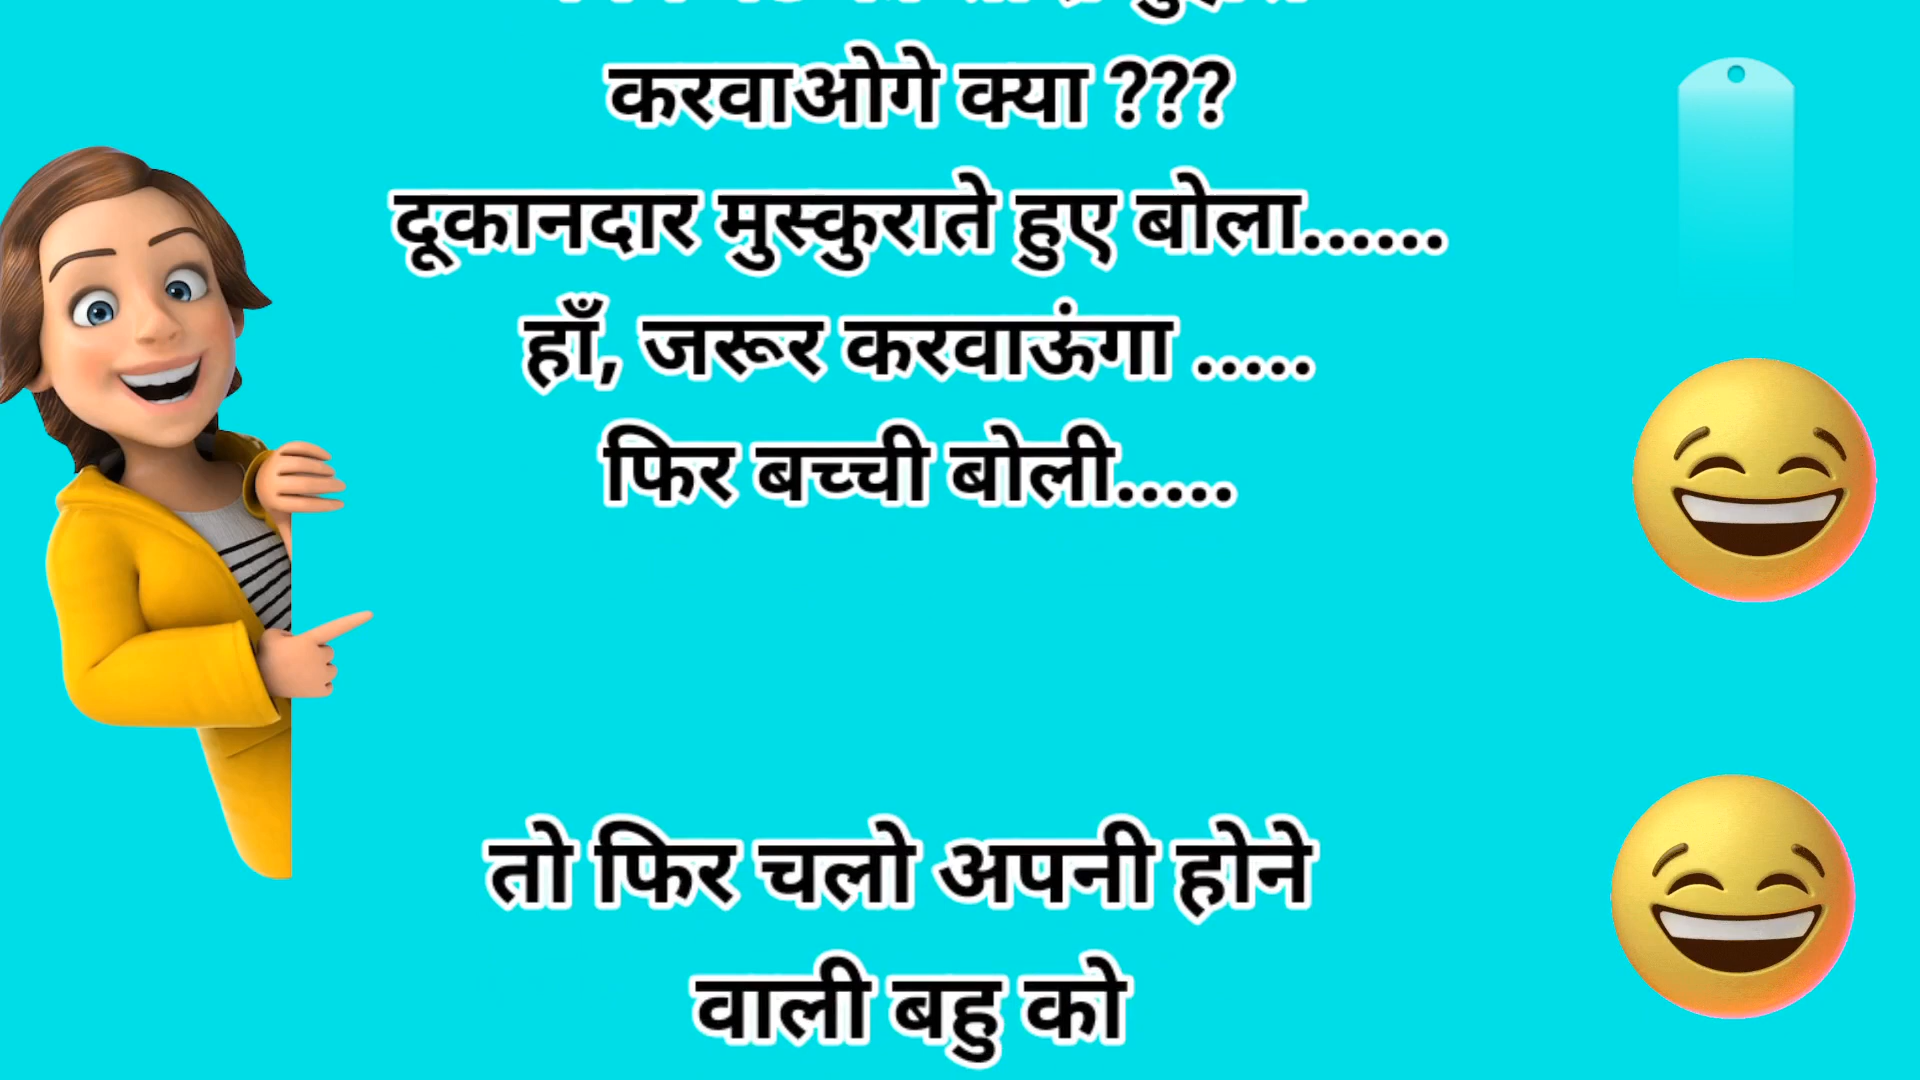 करवाओगे क्या ???
दूकानदार मुस्कुराते हुए बोला......
हाँ, जरूर करवाऊंगा .....
फिर बच्ची बोली.....
तो फिर चलो अपनी होने
वाली बहु को